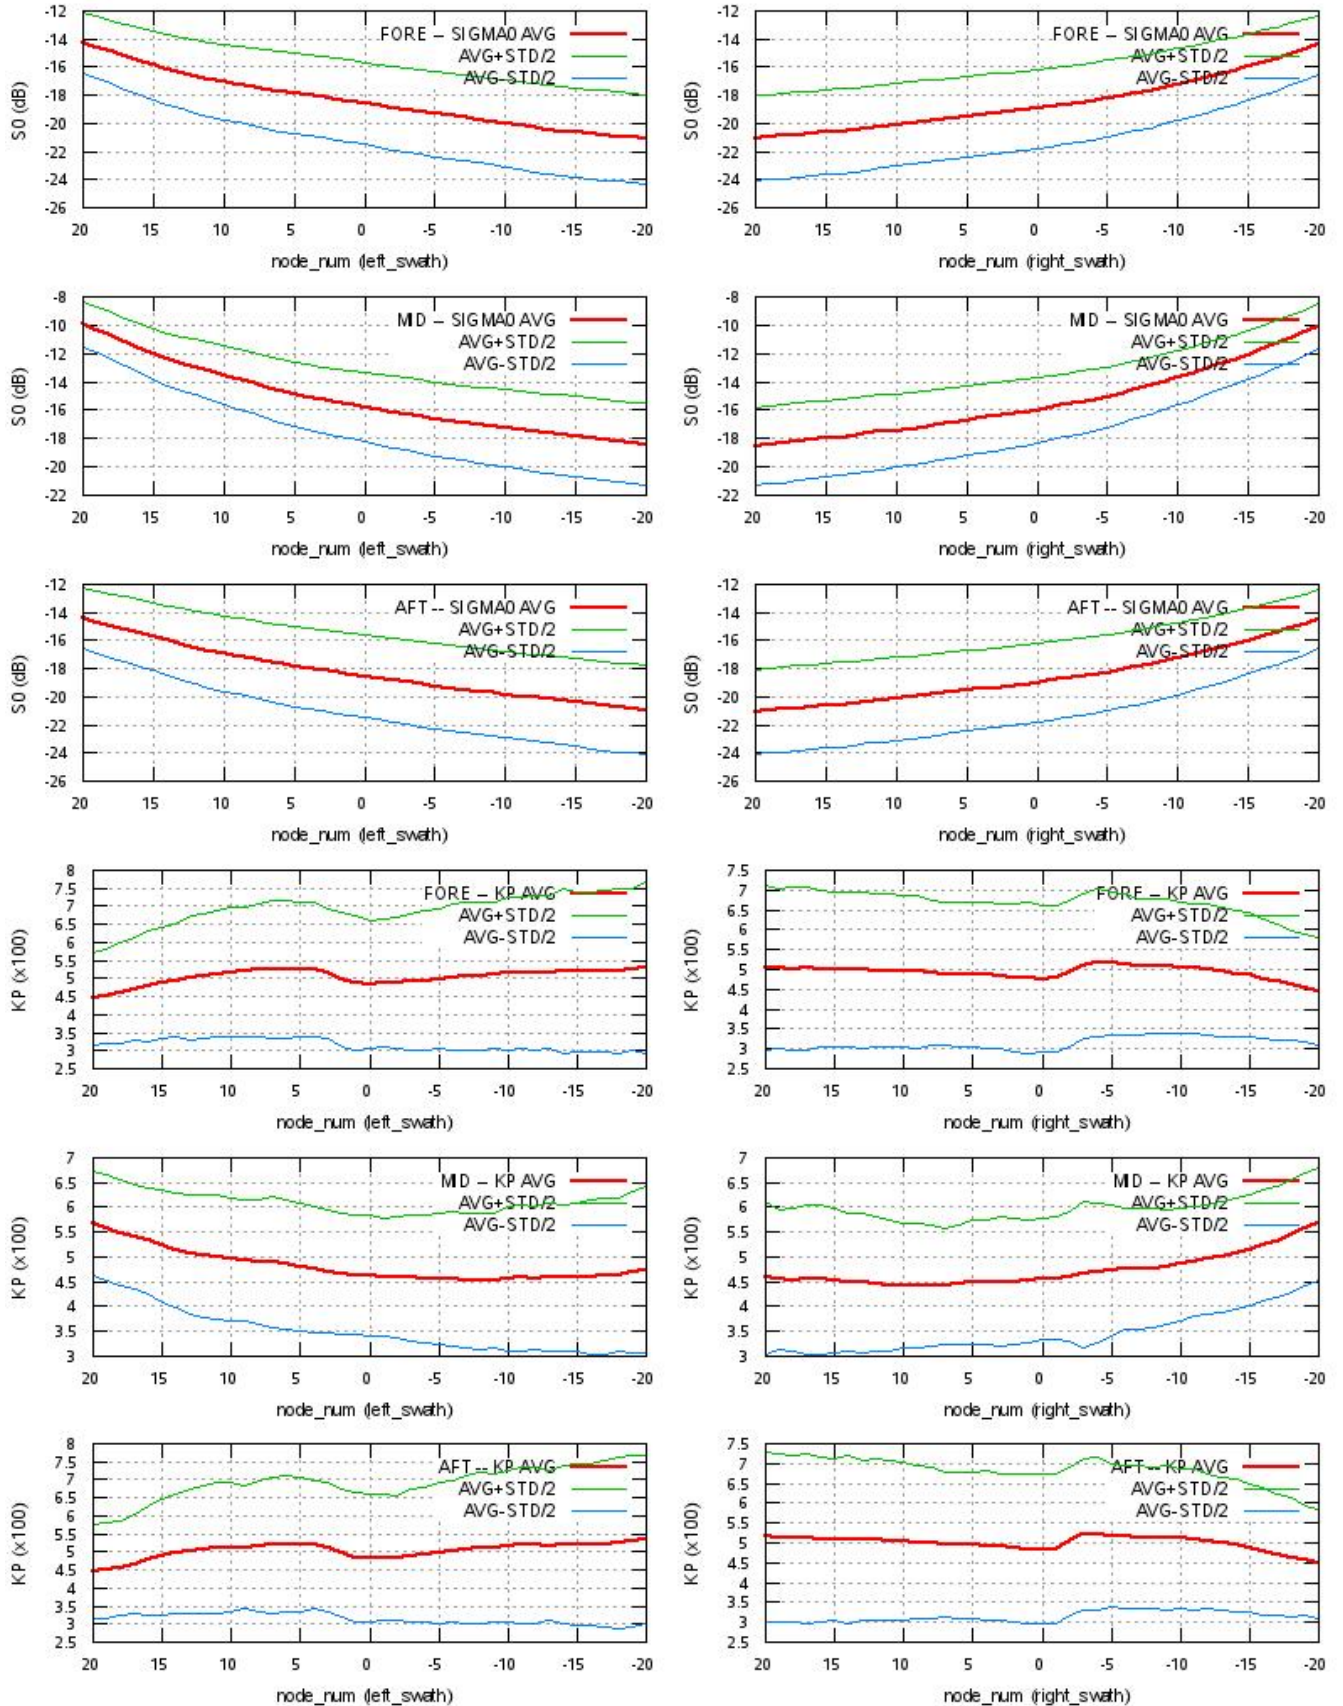 -12
-14
-16
-18
-20
-22
-24
-26
S0 (dB)
FORE -- SIGMA0 AVG
AVG+STD/2
AVG-STD/2
20 15 10 5 0 -5 -10 -15 -20
node_num (left_swath)
-12
-14
-16
-18
-20
-22
-24
-26
S0 (dB)
FORE -- SIGMA0 AVG
AVG+STD/2
AVG-STD/2
20 15 10 5 0 -5 -10 -15 -20
node_num (right_swath)
-8
-10
-12
-14
-16
-18
-20
-22
S0 (dB)
MID -- SIGMA0 AVG
AVG+STD/2
AVG-STD/2
20 15 10 5 0 -5 -10 -15 -20
node_num (left_swath)
-8
-10
-12
-14
-16
-18
-20
-22
S0 (dB)
MID -- SIGMA0 AVG
AVG+STD/2
AVG-STD/2
20 15 10 5 0 -5 -10 -15 -20
node_num (right_swath)
-12
-14
-16
-18
-20
-22
-24
-26
S0 (dB)
AFT -- SIGMA0 AVG
AVG+STD/2
AVG-STD/2
20 15 10 5 0 -5 -10 -15 -20
node_num (left_swath)
-12
-14
-16
-18
-20
-22
-24
-26
S0 (dB)
AFT -- SIGMA0 AVG
AVG+STD/2
AVG-STD/2
20 15 10 5 0 -5 -10 -15 -20
node_num (right_swath)
8
7.5
7
6.5
6
5.5
5
4.5
4
3.5
3
2.5
KP (x100)
FORE -- KP AVG
AVG+STD/2
AVG-STD/2
20 15 10 5 0 -5 -10 -15 -20
node_num (left_swath)
7.5
7
6.5
6
5.5
5
4.5
4
3.5
3
2.5
KP (x100)
FORE -- KP AVG
AVG+STD/2
AVG-STD/2
20 15 10 5 0 -5 -10 -15 -20
node_num (right_swath)
7
6.5
6
5.5
5
4.5
4
3.5
3
KP (x100)
MID -- KP AVG
AVG+STD/2
AVG-STD/2
20 15 10 5 0 -5 -10 -15 -20
node_num (left_swath)
7
6.5
6
5.5
5
4.5
4
3.5
3
KP (x100)
MID -- KP AVG
AVG+STD/2
AVG-STD/2
20 15 10 5 0 -5 -10 -15 -20
node_num (right_swath)
8
7.5
7
6.5
6
5.5
5
4.5
4
3.5
3
2.5
KP (x100)
AFT -- KP AVG
AVG+STD/2
AVG-STD/2
20 15 10 5 0 -5 -10 -15 -20
node_num (left_swath)
7.5
7
6.5
6
5.5
5
4.5
4
3.5
3
2.5
KP (x100)
AFT -- KP AVG
AVG+STD/2
AVG-STD/2
20 15 10 5 0 -5 -10 -15 -20
node_num (right_swath)